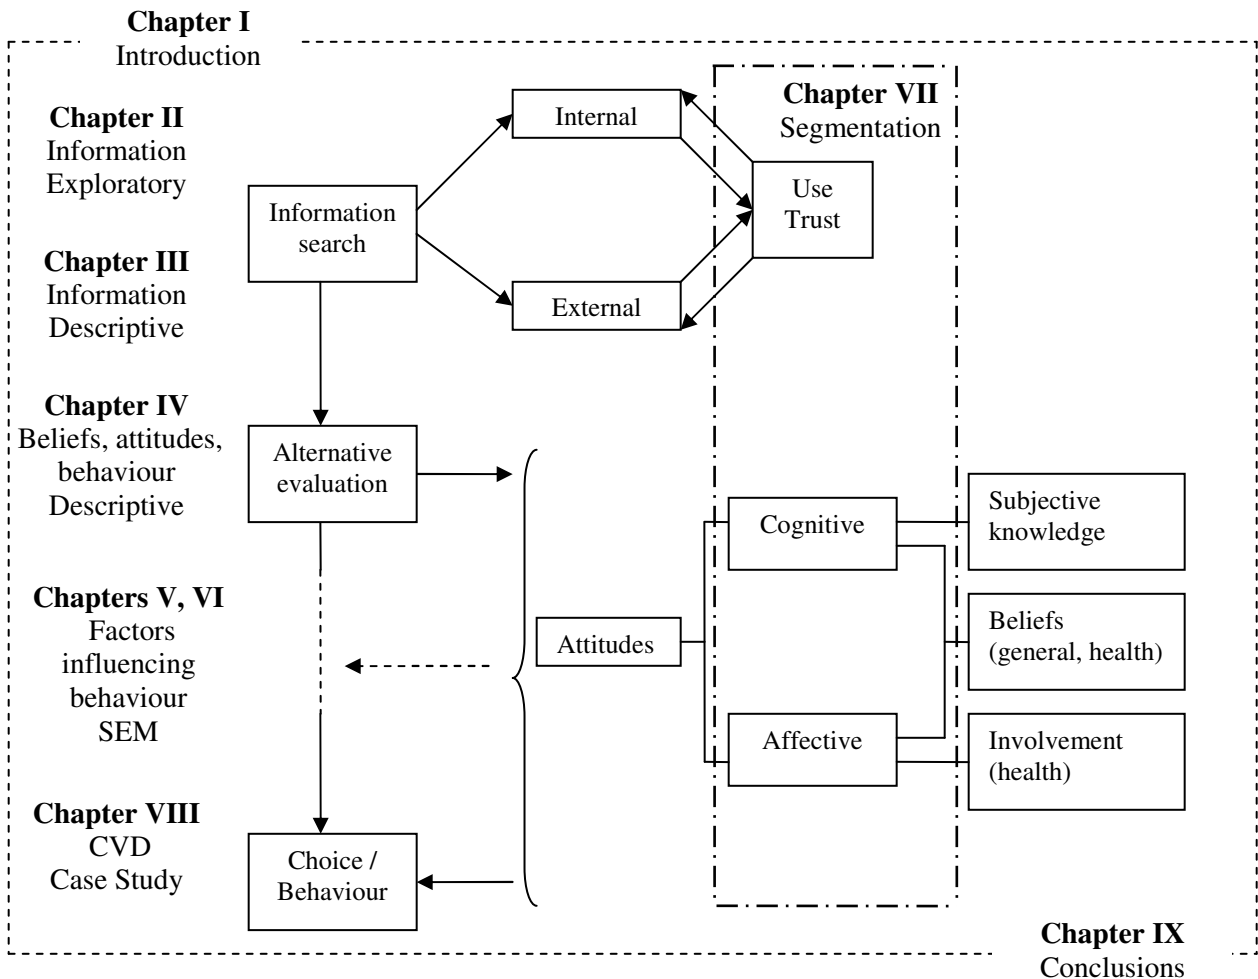 Chapter I
Introduction
Chapter II
Information
Exploratory
Internal
Chapter VII
Segmentation
Use
Trust
Information
search
Chapter III
Information
Descriptive
External
Chapter IV
Beliefs, attitudes,
behaviour
Descriptive
Alternative
evaluation
Cognitive
Subjective
knowledge
Chapters V, VI
Factors
influencing
behaviour
SEM
Attitudes
Beliefs
(general, health)
Affective
Involvement
(health)
Chapter VIII
CVD
Case Study
Choice /
Behaviour
Chapter IX
Conclusions